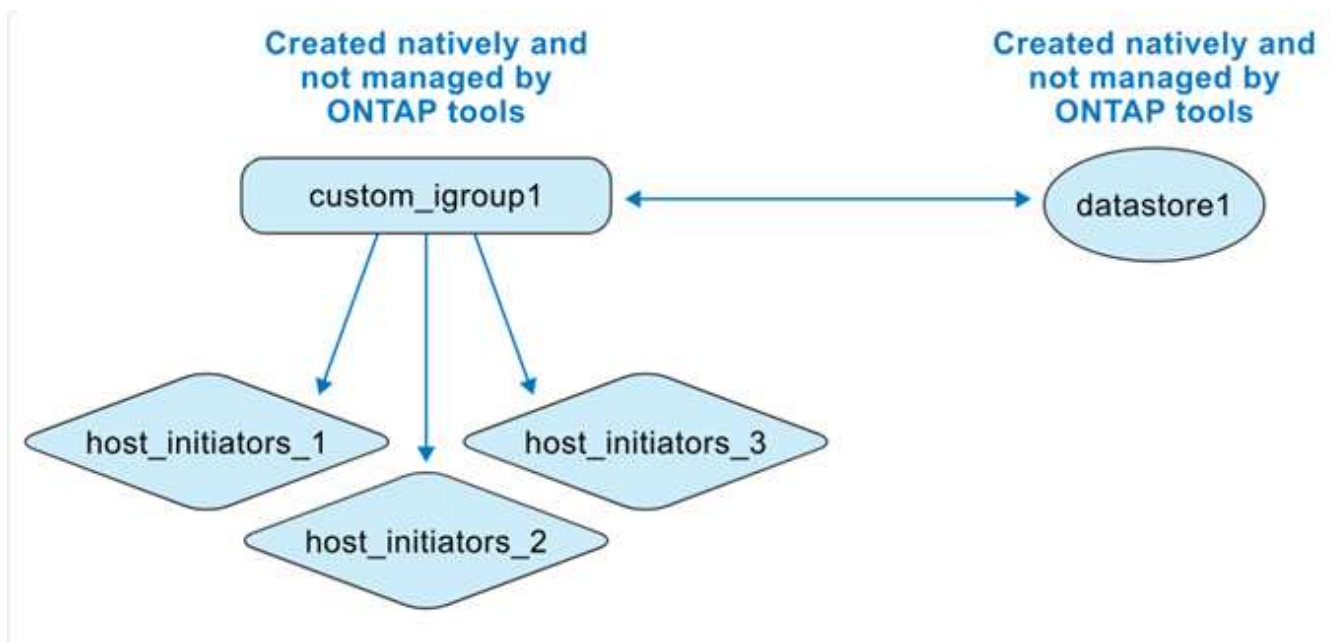 Created natively and
not managed by
ONTAP tools
Created natively and
not managed by
ONTAP tools
custom_igroup1
datastore1
host_initiators_1
host_initiators_3
host_initiators_2